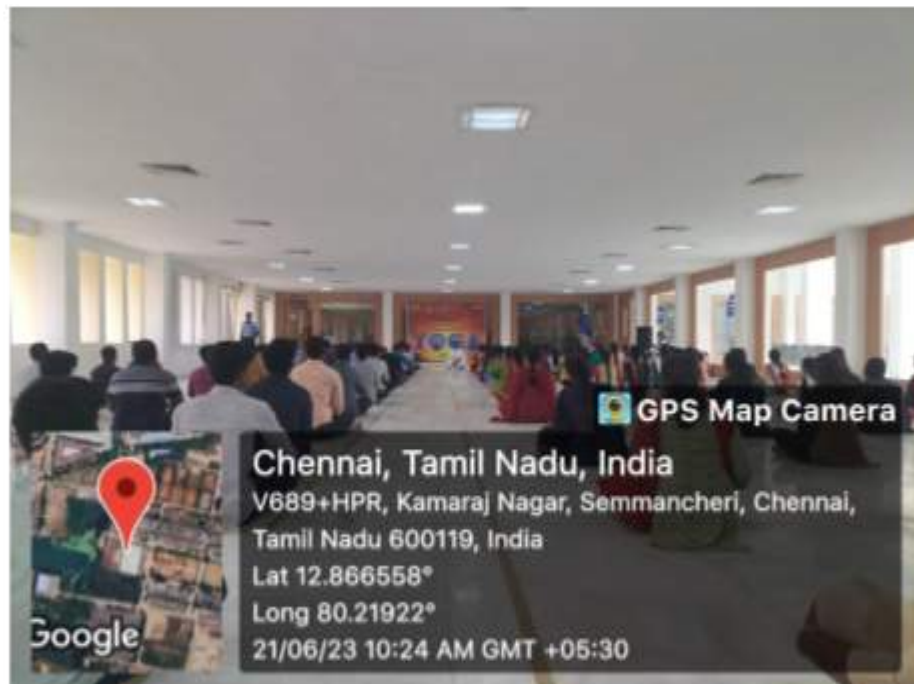 GPS Map Camera
Chennai, Tamil Nadu, India
V689+HPR, Kamaraj Nagar, Semmancheri, Chennai,
Tamil Nadu 600119, India
Lat 12.866558°
Long 80.21922°
21/06/23 10:24 AM GMT +05:30
Google